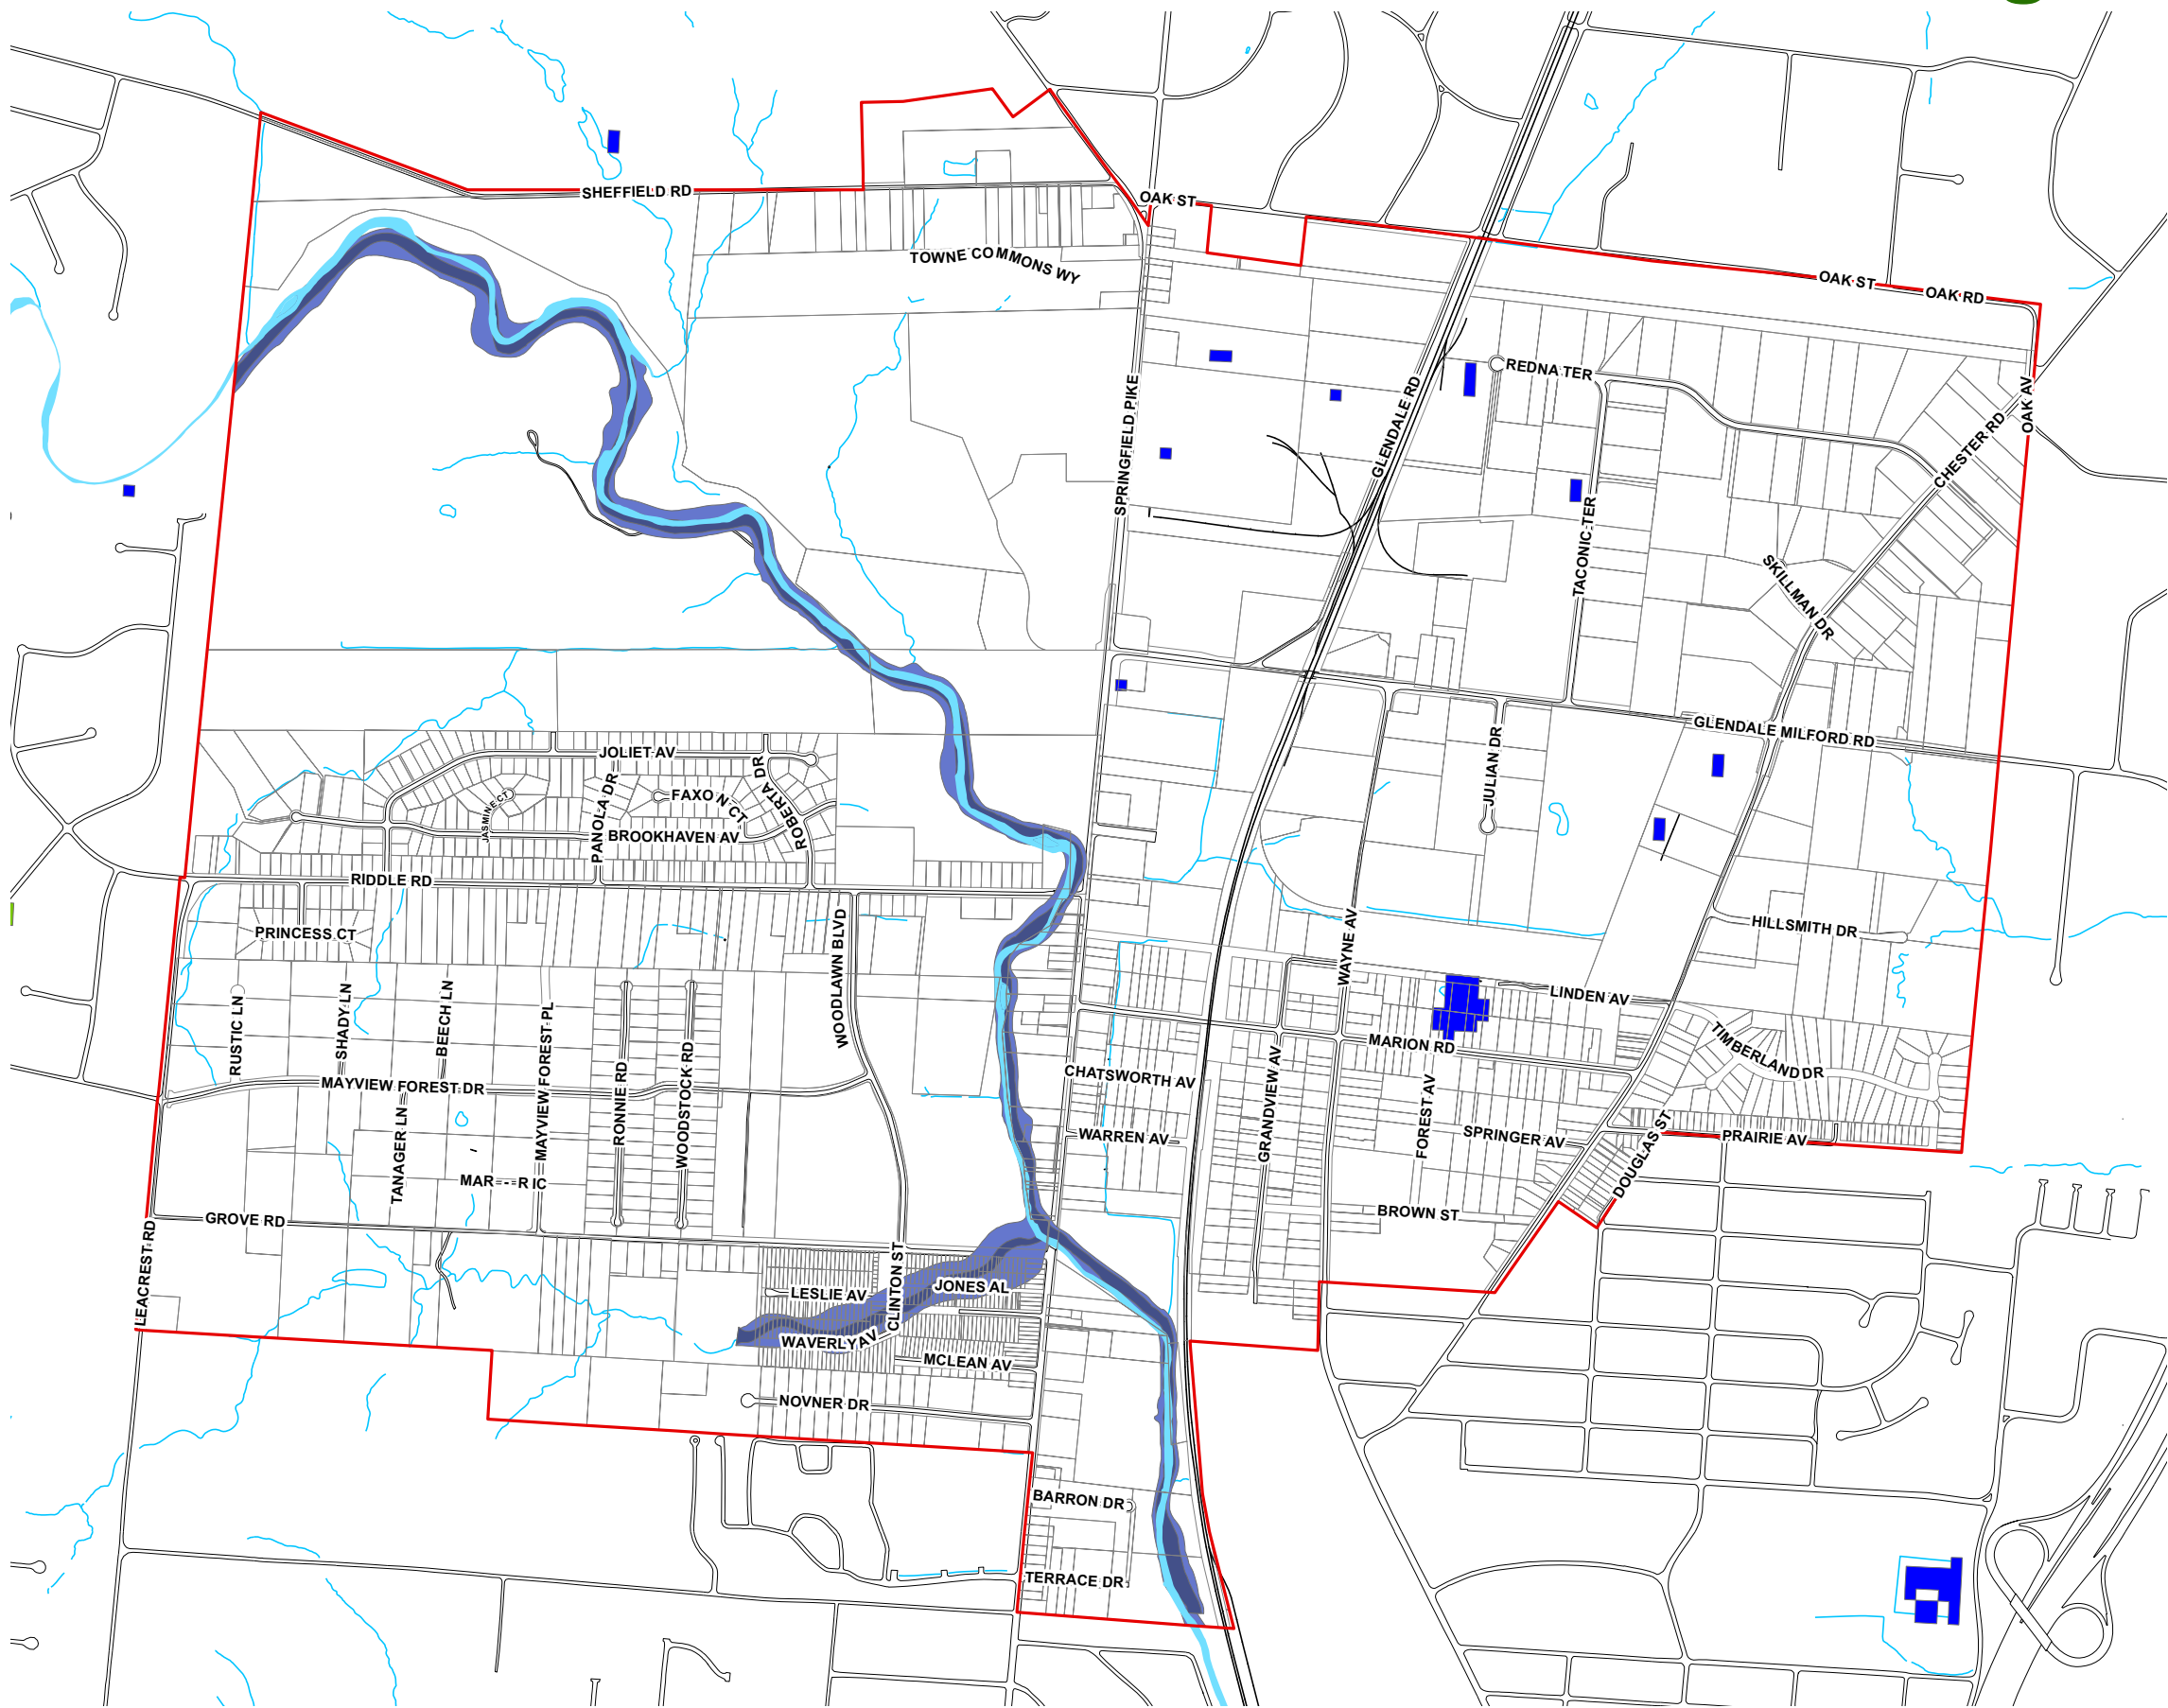 SHEFFIELD RD
OAK ST
TOWNE COMMONS WY
OAK ST
OAK RD
REDNA TER
OAK AV
SPRINGFIELD PIKE
GLENDALE RD
CHESTER RD
TACONIC TER
SKILLMAN DR
GLENDALE MILFORD RD
JOLIET AV
JULIAN DR
PANOLA DR
FAXON CT
ROBERTA DR
JASMINE CT
BROOKHAVEN AV
RIDDLE RD
PRINCESS CT
WOODLAWN BLVD
WAYNE AV
HILLSMITH DR
LINDEN AV
RUSTIC LN
SHADY LN
BEECH LN
MAYVIEW FOREST PL
MARION RD
TIMBERLAND DR
MAYVIEW FOREST DR
RONNIE RD
WOODSTOCK RD
CHATSWORTH AV
GRANDVIEW AV
FOREST AV
WARREN AV
SPRINGER AV
PRAIRIE AV
DOUGLAS ST
TANAGER LN
MAR--RIC
BROWN ST
GROVE RD
LEACREST RD
CLINTON ST
JONES AL
LESLIE AV
WAVERLY AV
MCLEAN AV
NOVNER DR
BARRON DR
TERRACE DR